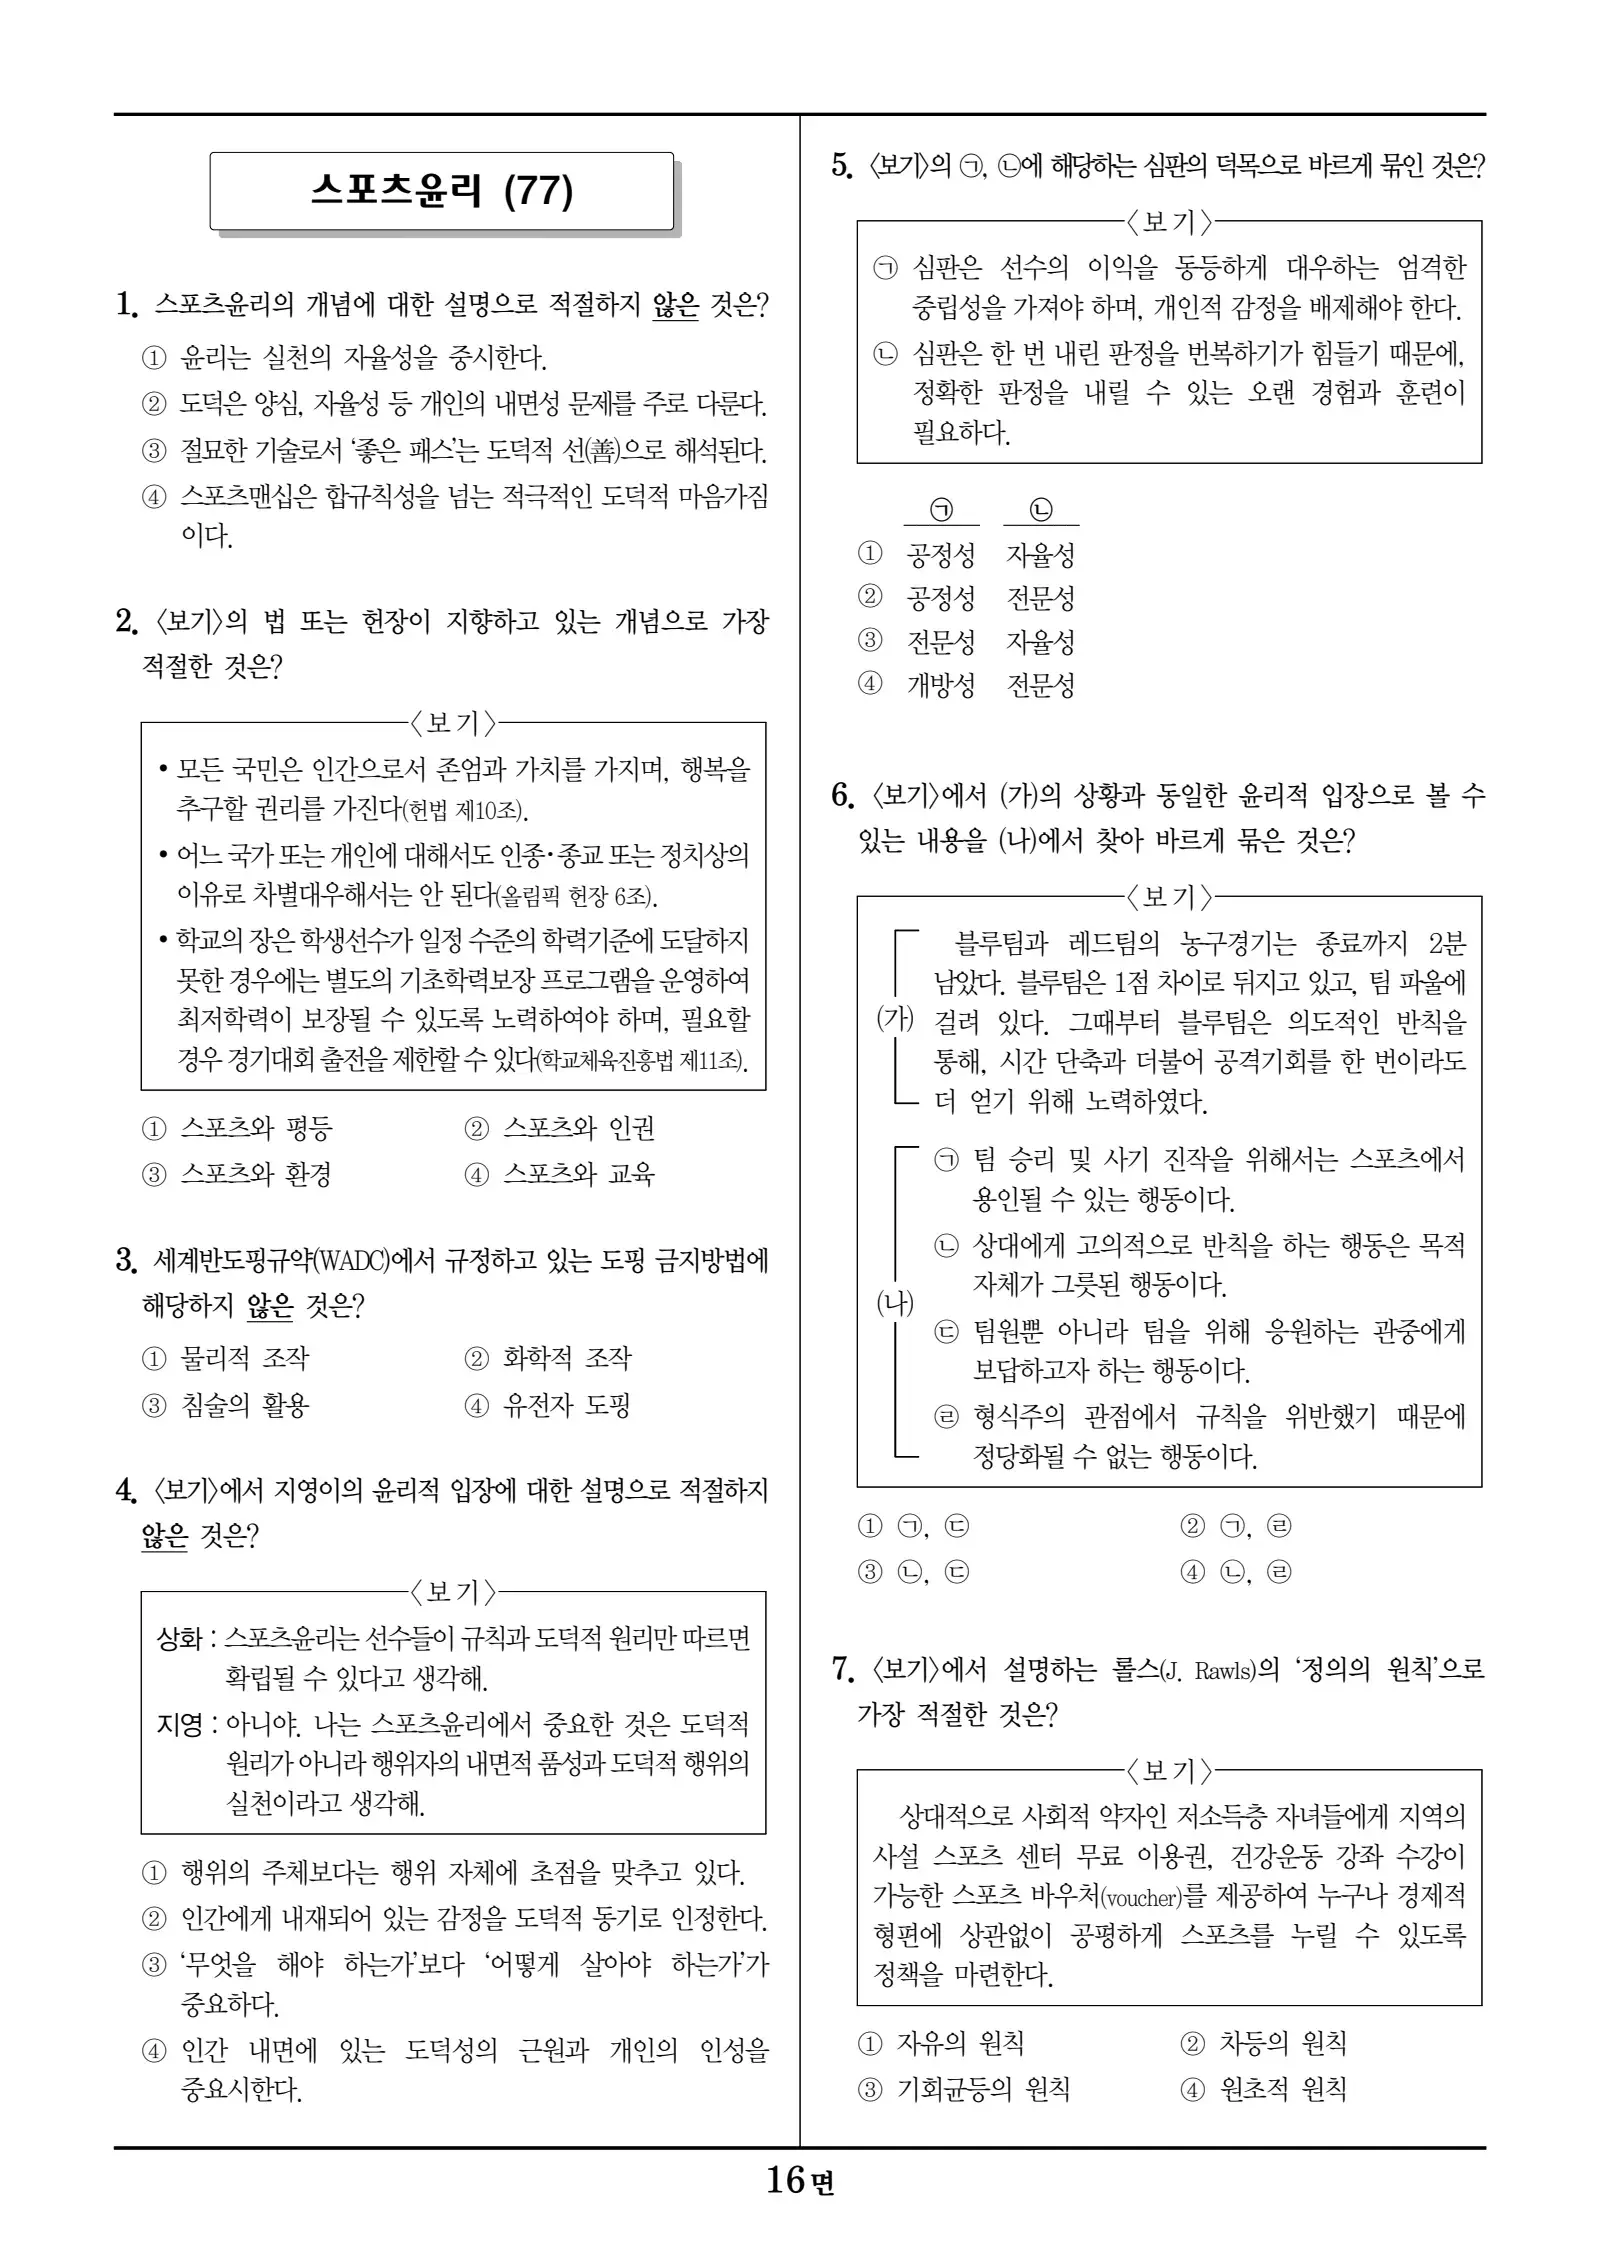 스포츠윤리 (77)
1. 스포츠윤리의 개념에 대한 설명으로 적절하지 않은 것은?
① 윤리는 실천의 자율성을 중시한다.
② 도덕은 양심, 자율성 등 개인의 내면성 문제를 주로 다룬다.
③ 절묘한 기술로서 ‘좋은 패스’는 도덕적 선(善)으로 해석된다.
④ 스포츠맨십은 합규칙성을 넘는 적극적인 도덕적 마음가짐
이다.
2. 〈보기〉의 법 또는 헌장이 지향하고 있는 개념으로 가장
적절한 것은?
〈보기〉
• 모든 국민은 인간으로서 존엄과 가치를 가지며, 행복을
추구할 권리를 가진다(헌법 제10조).
• 어느 국가 또는 개인에 대해서도 인종·종교 또는 정치상의
이유로 차별대우해서는 안 된다(올림픽 헌장 6조).
• 학교의 장은 학생선수가 일정 수준의 학력기준에 도달하지
못한 경우에는 별도의 기초학력보장 프로그램을 운영하여
최저학력이 보장될 수 있도록 노력하여야 하며, 필요할
경우 경기대회 출전을 제한할 수 있다(학교체육진흥법 제11조).
① 스포츠와 평등 ② 스포츠와 인권
③ 스포츠와 환경 ④ 스포츠와 교육
3. 세계반도핑규약(WADC)에서 규정하고 있는 도핑 금지방법에
해당하지 않은 것은?
① 물리적 조작 ② 화학적 조작
③ 침술의 활용 ④ 유전자 도핑
4. 〈보기〉에서 지영이의 윤리적 입장에 대한 설명으로 적절하지
않은 것은?
〈보기〉
상화 : 스포츠윤리는 선수들이 규칙과 도덕적 원리만 따르면
확립될 수 있다고 생각해.
지영 : 아니야. 나는 스포츠윤리에서 중요한 것은 도덕적
원리가 아니라 행위자의 내면적 품성과 도덕적 행위의
실천이라고 생각해.
① 행위의 주체보다는 행위 자체에 초점을 맞추고 있다.
② 인간에게 내재되어 있는 감정을 도덕적 동기로 인정한다.
③ ‘무엇을 해야 하는가’보다 ‘어떻게 살아야 하는가’가
중요하다.
④ 인간 내면에 있는 도덕성의 근원과 개인의 인성을
중요시한다.
5. 〈보기〉의 ㉠, ㉡에 해당하는 심판의 덕목으로 바르게 묶인 것은?
〈보기〉
㉠ 심판은 선수의 이익을 동등하게 대우하는 엄격한
중립성을 가져야 하며, 개인적 감정을 배제해야 한다.
㉡ 심판은 한 번 내린 판정을 번복하기가 힘들기 때문에,
정확한 판정을 내릴 수 있는 오랜 경험과 훈련이
필요하다.
㉠ ㉡
① 공정성 자율성
② 공정성 전문성
③ 전문성 자율성
④ 개방성 전문성
6. 〈보기〉에서 (가)의 상황과 동일한 윤리적 입장으로 볼 수
있는 내용을 (나)에서 찾아 바르게 묶은 것은?
〈보기〉
블루팀과 레드팀의 농구경기는 종료까지 2분
남았다. 블루팀은 1점 차이로 뒤지고 있고, 팀 파울에
(가) 걸려 있다. 그때부터 블루팀은 의도적인 반칙을
통해, 시간 단축과 더불어 공격기회를 한 번이라도
더 얻기 위해 노력하였다.
㉠ 팀 승리 및 사기 진작을 위해서는 스포츠에서
용인될 수 있는 행동이다.
㉡ 상대에게 고의적으로 반칙을 하는 행동은 목적
자체가 그릇된 행동이다.
(나)
㉢ 팀원뿐 아니라 팀을 위해 응원하는 관중에게
보답하고자 하는 행동이다.
㉣ 형식주의 관점에서 규칙을 위반했기 때문에
정당화될 수 없는 행동이다.
① ㉠, ㉢ ② ㉠, ㉣
③ ㉡, ㉢ ④ ㉡, ㉣
7. 〈보기〉에서 설명하는 롤스(J. Rawls)의 ‘정의의 원칙’으로
가장 적절한 것은?
〈보기〉
상대적으로 사회적 약자인 저소득층 자녀들에게 지역의
사설 스포츠 센터 무료 이용권, 건강운동 강좌 수강이
가능한 스포츠 바우처(voucher)를 제공하여 누구나 경제적
형편에 상관없이 공평하게 스포츠를 누릴 수 있도록
정책을 마련한다.
① 자유의 원칙 ② 차등의 원칙
③ 기회균등의 원칙 ④ 원초적 원칙
16면